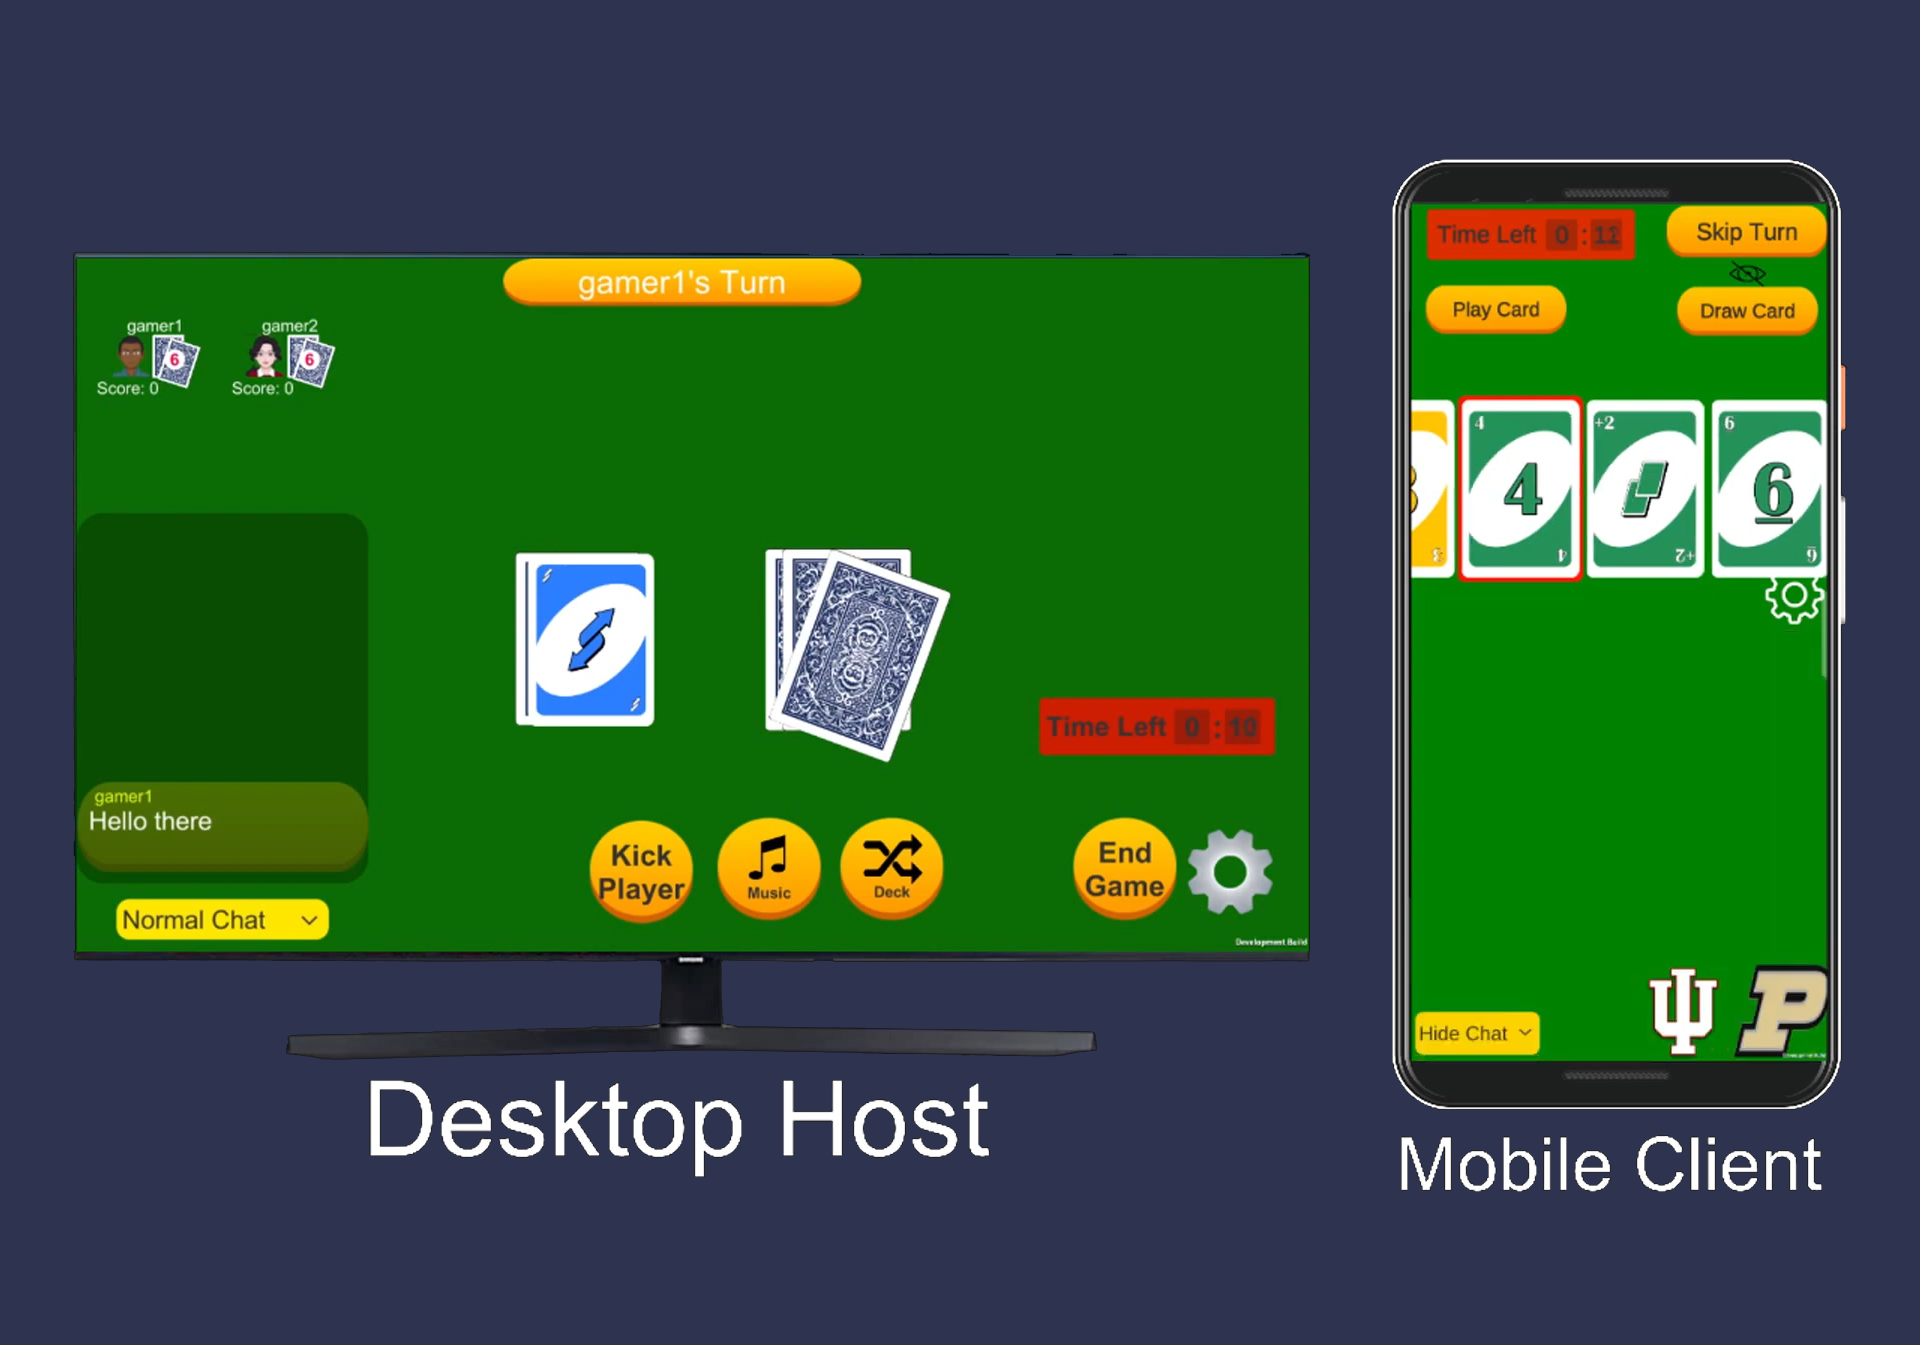 gamer1's Turn
gamer1
6
Score: 0
gamer2
6
Score: 0
gamer1
Hello there
Normal Chat
Time Left 0 : 10
Kick
Player
Music
Deck
End
Game
Development Build
Desktop Host
Time Left 0 : 11
Skip Turn
Play Card
Draw Card
3
3
4
4
4
+2
+2
6
6
6
Hide Chat
Mobile Client